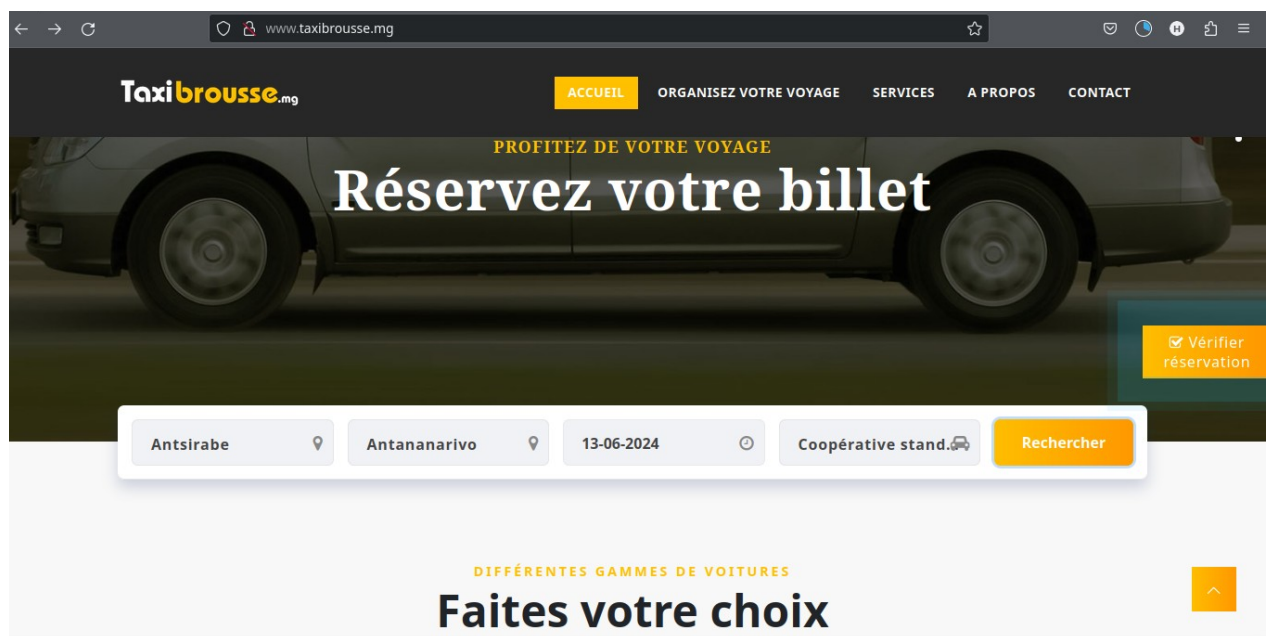 www.taxibrousse.mg
Taxibrousse.mg
ACCUEIL ORGANISEZ VOTRE VOYAGE SERVICES A PROPOS CONTACT
PROFITEZ DE VOTRE VOYAGE
Réservez votre billet
Vérifier
réservation
Antsirabe Antananarivo 13-06-2024 Coopérative stand. Rechercher
DIFFÉRENTES GAMMES DE VOITURES
Faites votre choix